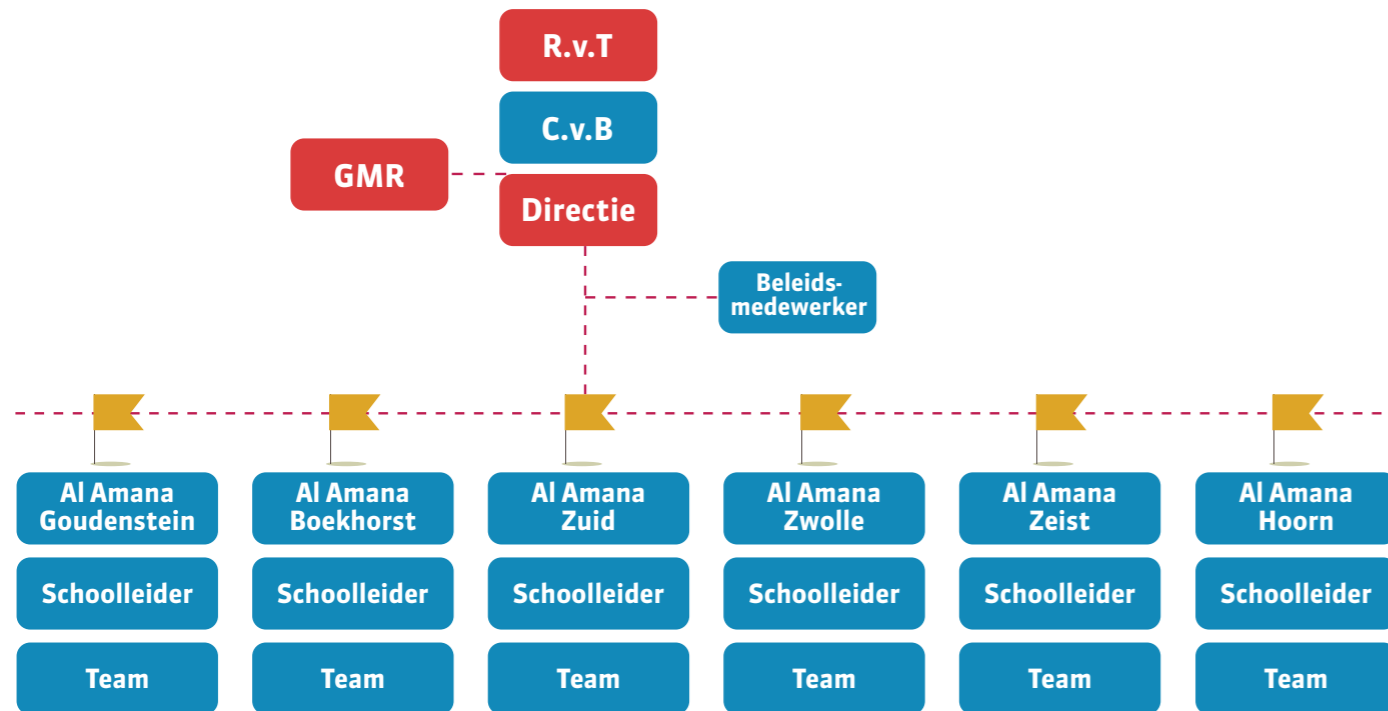 R.v.T
C.v.B
GMR
Directie
Beleids-
medewerker
Al Amana
Goudenstein
Al Amana
Boekhorst
Al Amana
Zuid
Al Amana
Zwolle
Al Amana
Zeist
Al Amana
Hoorn
Schoolleider
Schoolleider
Schoolleider
Schoolleider
Schoolleider
Schoolleider
Team
Team
Team
Team
Team
Team